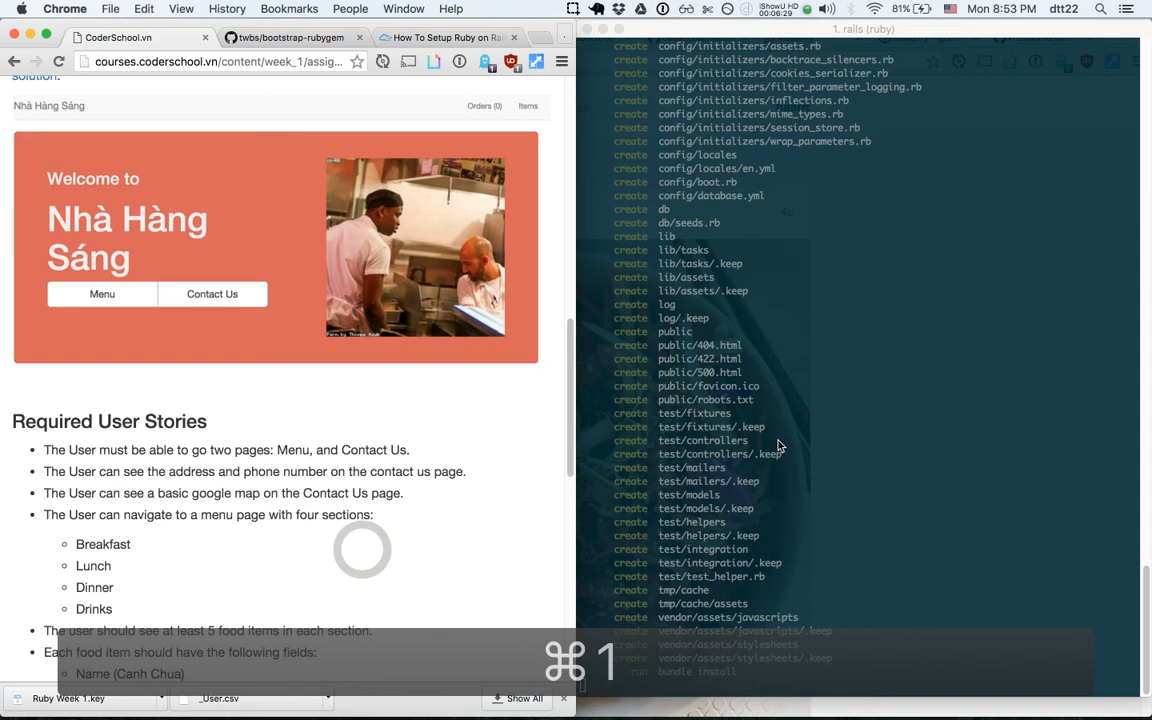 Chrome File Edit View History Bookmarks People Window Help
iShowU HD
00:06:29
81% Mon 8:53 PM dtt22
CoderSchool.vn × twbs/bootstrap-rubygem × How To Setup Ruby on Rai ×
courses.coderschool.vn/content/week_1/assig...
solution.
Nhà Hàng Sáng Orders (0) Items
Welcome to
Nhà Hàng
Sáng
Menu Contact Us
Required User Stories
• The User must be able to go two pages: Menu, and Contact Us.
• The User can see the address and phone number on the contact us page.
• The User can see a basic google map on the Contact Us page.
• The User can navigate to a menu page with four sections:
Breakfast
Lunch
Dinner
Drinks
• The user should see at least 5 food items in each section.
• Each food item should have the following fields:
Name (Canh Chua)
Ruby Week 1.key _User.csv Show All ×
1. rails (ruby)
create config/initializers/assets.rb
create config/initializers/backtrace_silencers.rb
create config/initializers/cookies_serializer.rb
create config/initializers/filter_parameter_logging.rb
create config/initializers/inflections.rb
create config/initializers/mime_types.rb
create config/initializers/session_store.rb
create config/initializers/wrap_parameters.rb
create config/locales
create config/locales/en.yml
create config/boot.rb
create config/database.yml
create db
create db/seeds.rb
create lib
create lib/tasks
create lib/tasks/.keep
create lib/assets
create lib/assets/.keep
create log
create log/.keep
create public
create public/404.html
create public/422.html
create public/500.html
create public/favicon.ico
create public/robots.txt
create test/fixtures
create test/fixtures/.keep
create test/controllers
create test/controllers/.keep
create test/mailers
create test/mailers/.keep
create test/models
create test/models/.keep
create test/helpers
create test/helpers/.keep
create test/integration
create test/integration/.keep
create test/test_helper.rb
create tmp/cache
create tmp/cache/assets
create vendor/assets/javascripts
create vendor/assets/javascripts/.keep
create vendor/assets/stylesheets
create vendor/assets/stylesheets/.keep
run bundle install
⌘1